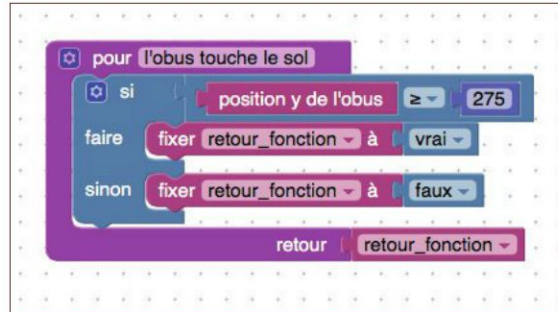 pour l'obus touche le sol
si position y de l'obus ≥ 275
faire fixer retour_fonction à vrai
sinon fixer retour_fonction à faux
retour retour_fonction